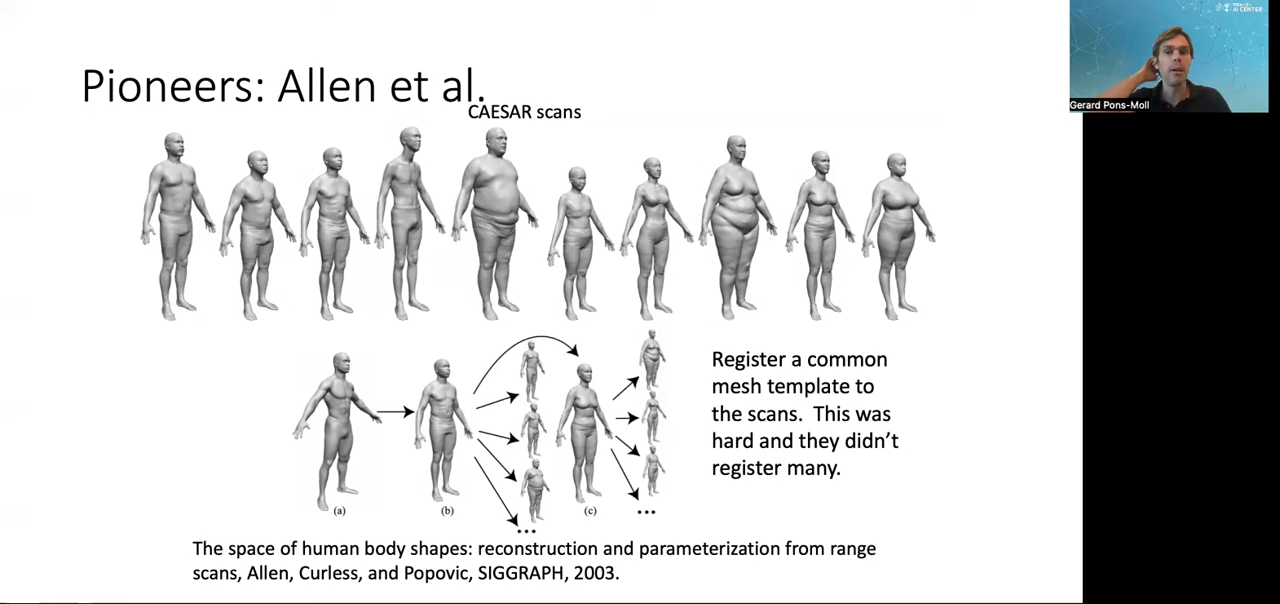 Pioneers: Allen et al.
CAESAR scans
AI CENTER
Gerard Pons-Moll
Register a common
mesh template to
the scans. This was
hard and they didn't
register many.
(a)
(b)
(c)
...
...
The space of human body shapes: reconstruction and parameterization from range
scans, Allen, Curless, and Popovic, SIGGRAPH, 2003.